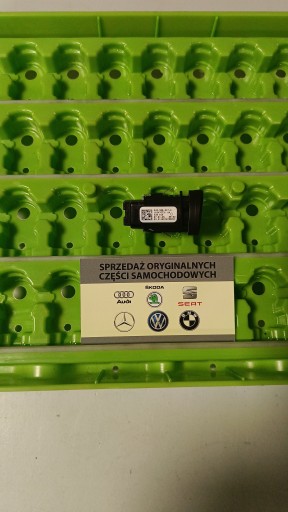 SPRZEDAŻ ORYGINALNYCH
CZĘŚCI SAMOCHODOWYCH
Audi
ŠKODA
SEAT